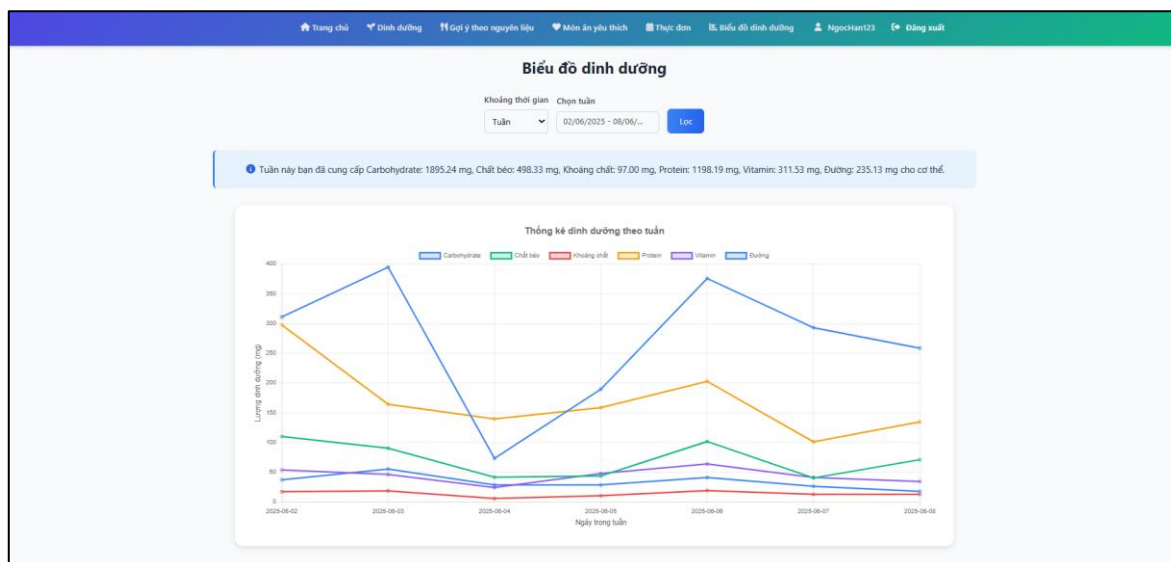 Trang chủ Dinh dưỡng Gợi ý theo nguyên liệu Món ăn yêu thích Thực đơn Biểu đồ dinh dưỡng NgocHan123 Đăng xuất
Biểu đồ dinh dưỡng
Khoảng thời gian Chọn tuần
Tuần 02/06/2025 - 08/06/... Lọc
Tuần này bạn đã cung cấp Carbohydrate: 1895.24 mg, Chất béo: 498.33 mg, Khoáng chất: 97.00 mg, Protein: 1198.19 mg, Vitamin: 311.53 mg, Đường: 235.13 mg cho cơ thể.
Thống kê dinh dưỡng theo tuần
Carbohydrate Chất béo Khoáng chất Protein Vitamin Đường
400
350
300
250
200
150
100
50
0
Lượng dinh dưỡng (mg)
2025-06-02 2025-06-03 2025-06-04 2025-06-05 2025-06-06 2025-06-07 2025-06-08
Ngày trong tuần